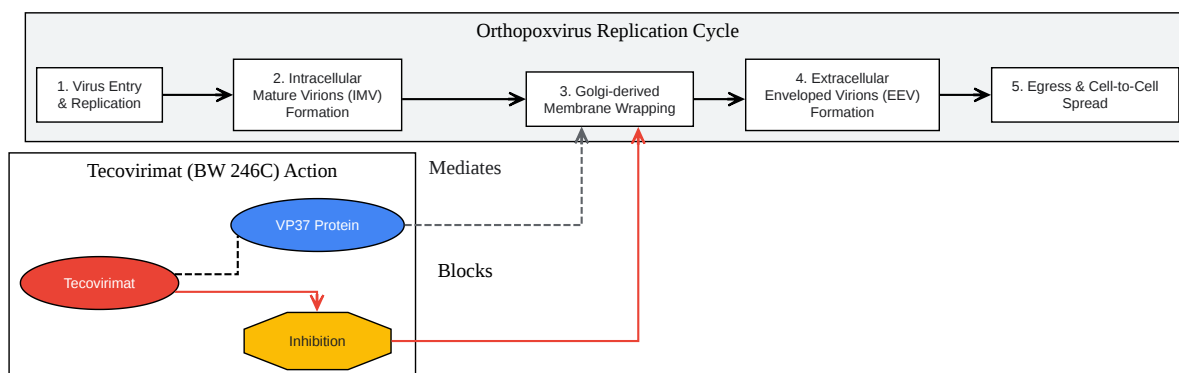 Orthopoxvirus Replication Cycle
1. Virus Entry
& Replication
2. Intracellular
Mature Virions (IMV)
Formation
3. Golgi-derived
Membrane Wrapping
4. Extracellular
Enveloped Virions (EEV)
Formation
5. Egress & Cell-to-Cell
Spread
Tecovirimat (BW 246C) Action
Mediates
VP37 Protein
Tecovirimat
Blocks
Inhibition